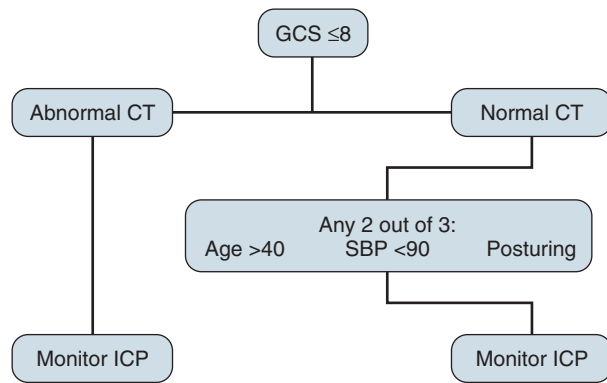 GCS ≤8
Abnormal CT
Normal CT
Any 2 out of 3:
Age >40 SBP <90 Posturing
Monitor ICP
Monitor ICP